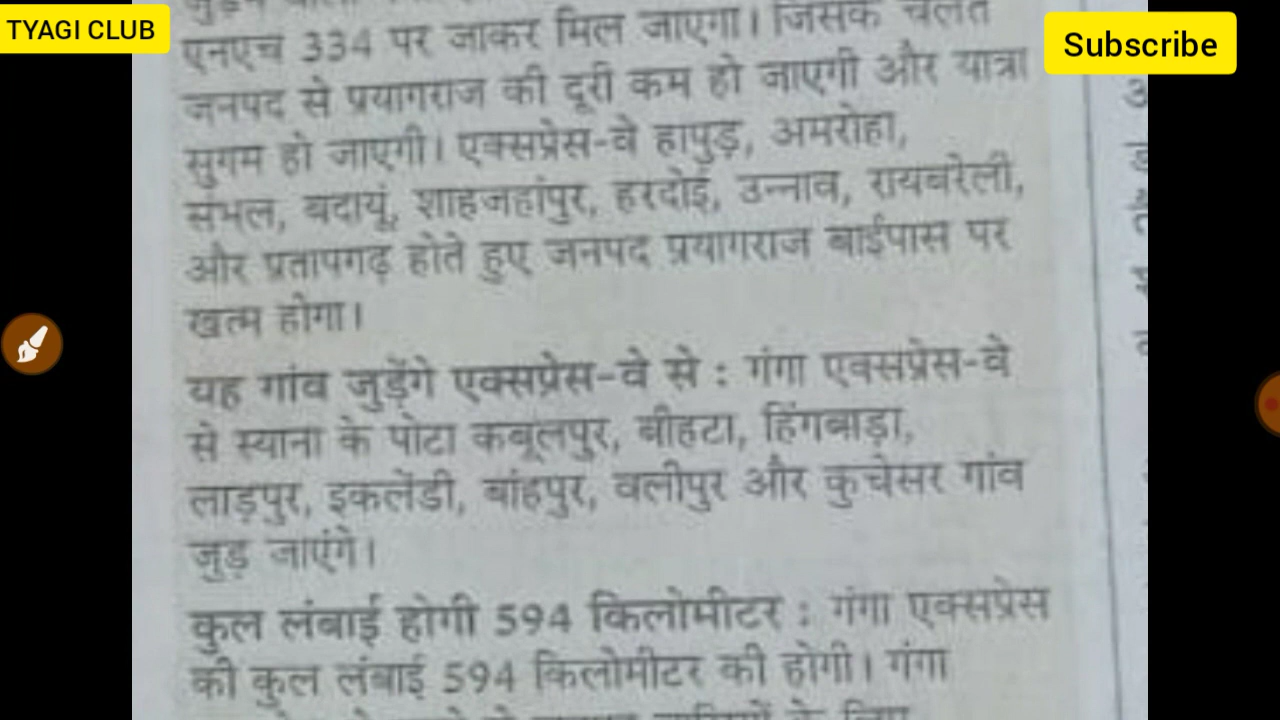 TYAGI CLUB
Subscribe
एनएच 334 पर जाकर मिल जाएगा। जिसके चलते
जनपद से प्रयागराज की दूरी कम हो जाएगी और यात्रा
सुगम हो जाएगी। एक्सप्रेस-वे हापुड़, अमरोहा,
संभल, बदायूं, शाहजहांपुर, हरदोई, उन्नाव, रायबरेली,
और प्रतापगढ़ होते हुए जनपद प्रयागराज बाईपास पर
खत्म होगा।
यह गांव जुड़ेंगे एक्सप्रेस-वे से : गंगा एक्सप्रेस-वे
से स्याना के पोटा कबूलपुर, बीहटा, हिंगबाड़ा,
लाड़पुर, इकलेंडी, बांहपुर, वलीपुर और कुचेसर गांव
जुड़ जाएंगे।
कुल लंबाई होगी 594 किलोमीटर : गंगा एक्सप्रेस
की कुल लंबाई 594 किलोमीटर की होगी। गंगा